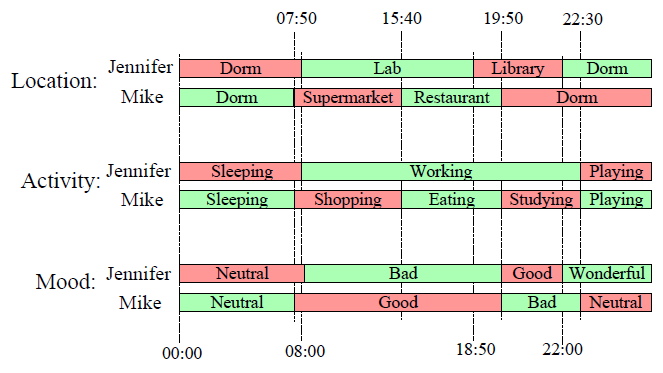 07:50 15:40 19:50 22:30
Location: Jennifer Dorm Lab Library Dorm
Mike Dorm Supermarket Restaurant Dorm
Activity: Jennifer Sleeping Working Playing
Mike Sleeping Shopping Eating Studying Playing
Mood: Jennifer Neutral Bad Good Wonderful
Mike Neutral Good Bad Neutral
00:00 08:00 18:50 22:00